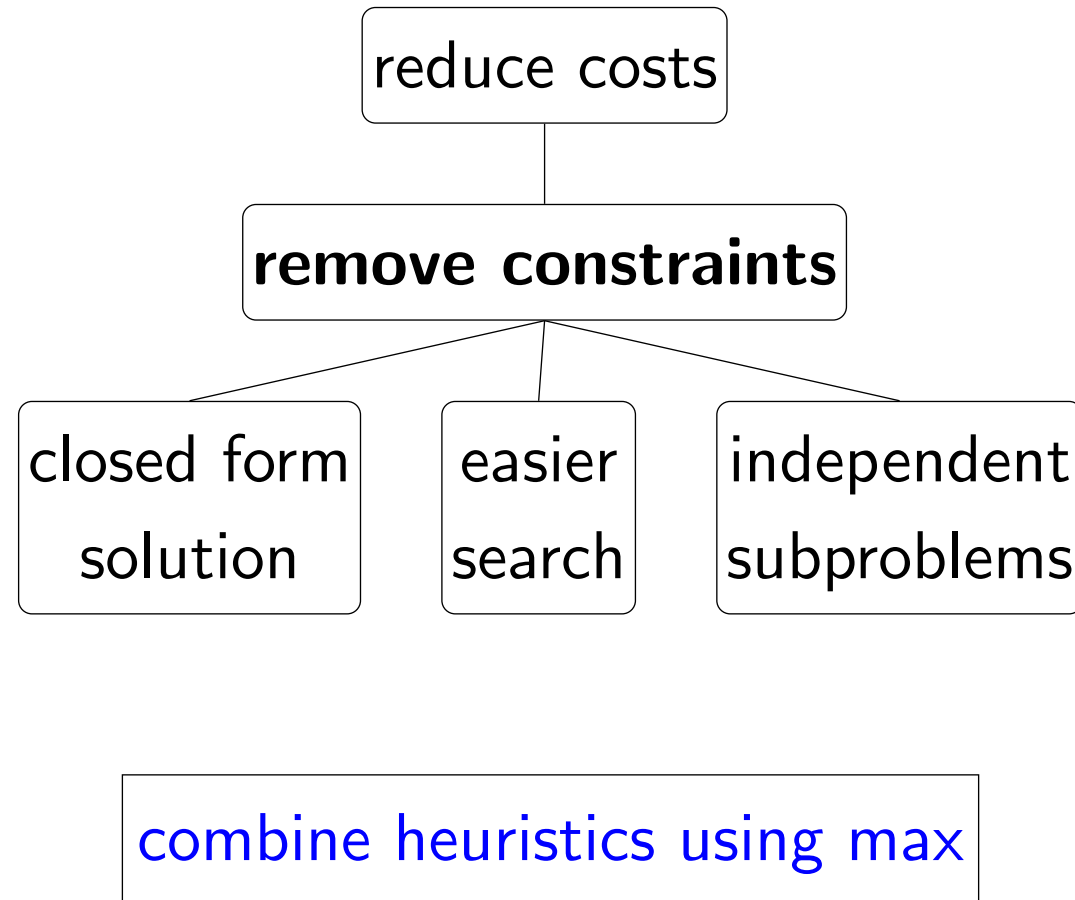 reduce costs
remove constraints
closed form
solution
easier
search
independent
subproblems
combine heuristics using max